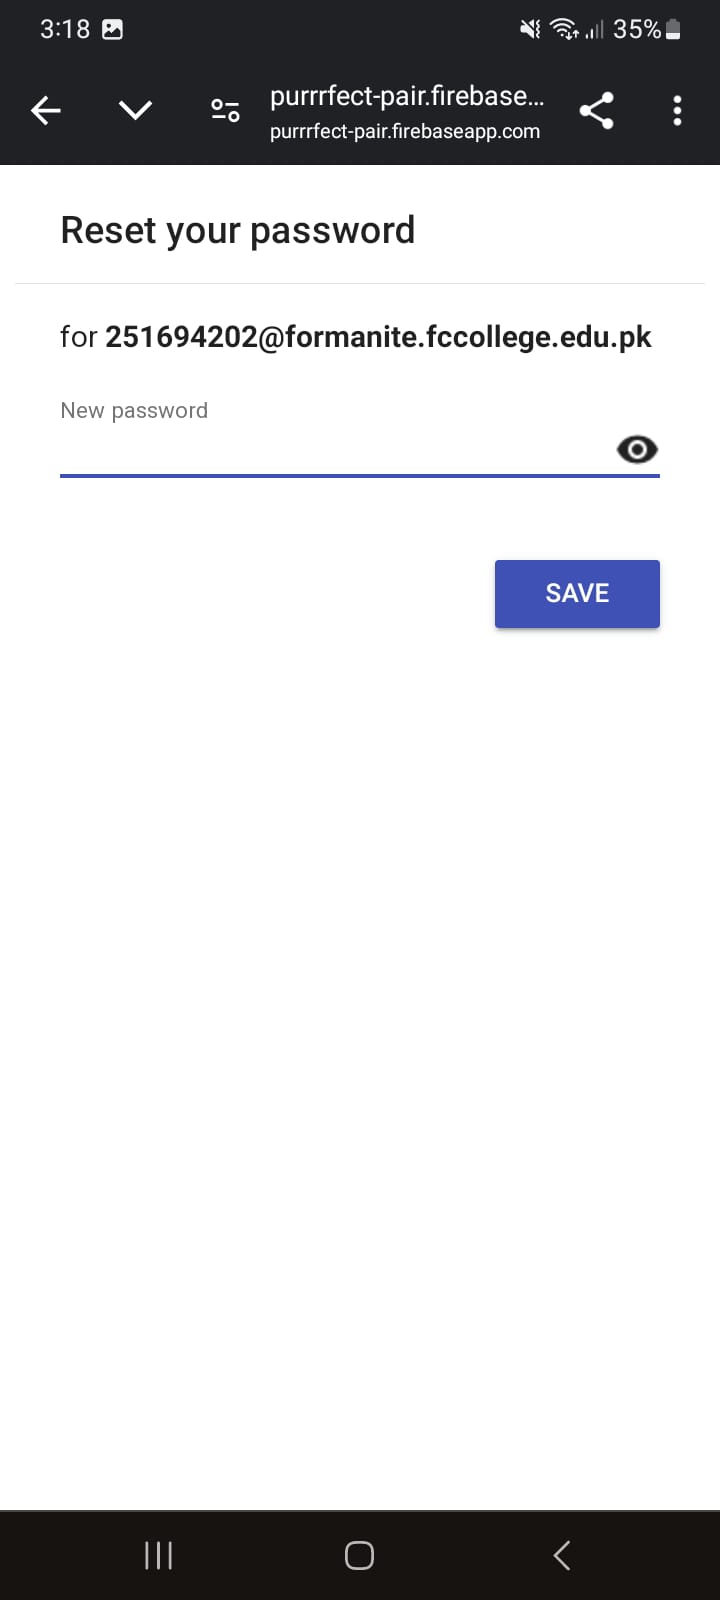 3:18
35%
purrrfect-pair.firebase...
purrrfect-pair.firebaseapp.com
Reset your password
for 251694202@formanite.fccollege.edu.pk
New password
SAVE